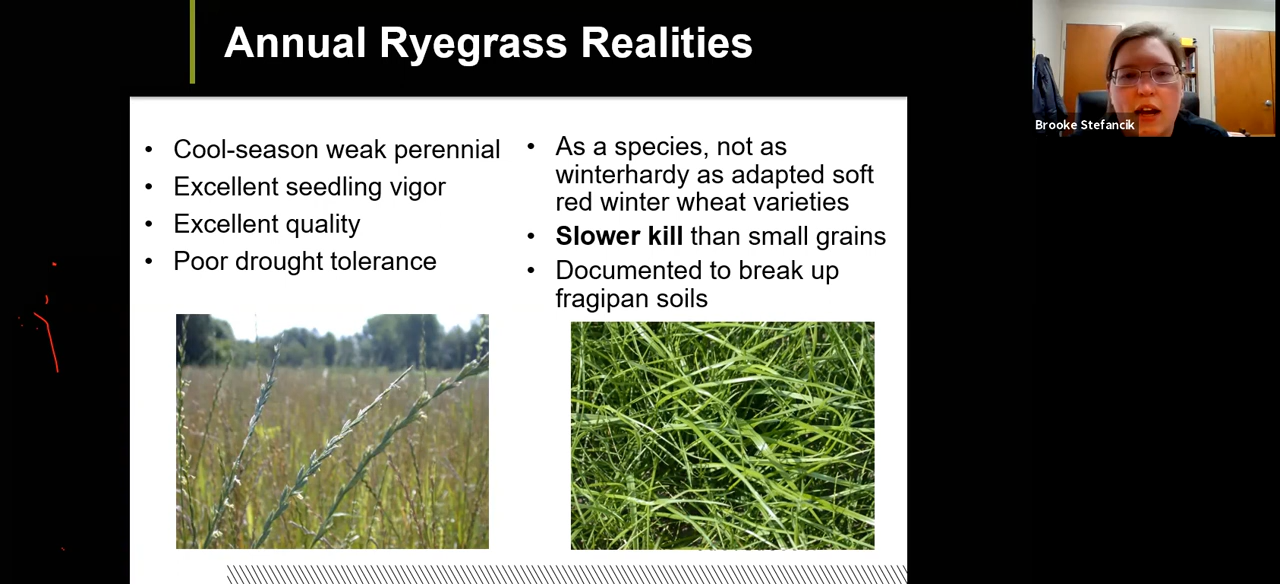 Annual Ryegrass Realities
Brooke Stefancik
• Cool-season weak perennial
• Excellent seedling vigor
• Excellent quality
• Poor drought tolerance
• As a species, not as
winterhardy as adapted soft
red winter wheat varieties
• Slower kill than small grains
• Documented to break up
fragipan soils